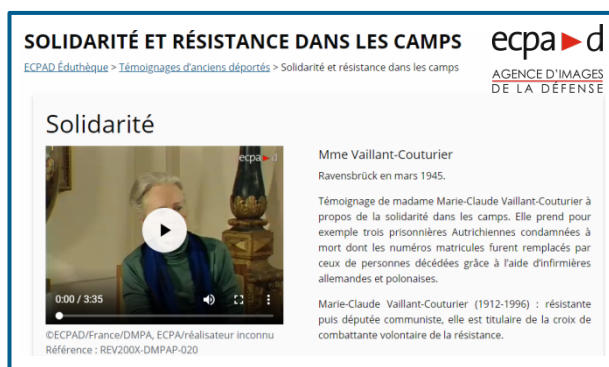 SOLIDARITÉ ET RÉSISTANCE DANS LES CAMPS
ecpa d
AGENCE D'IMAGES
DE LA DÉFENSE
ECPAD Éduthèque > Témoignages d'anciens déportés > Solidarité et résistance dans les camps
Solidarité
ecpa d
0:00 / 3:35
©ECPAD/France/DMPA, ECPA/réalisateur inconnu
Référence : REV200X-DMPAP-020
Mme Vaillant-Couturier
Ravensbrück en mars 1945.
Témoignage de madame Marie-Claude Vaillant-Couturier à
propos de la solidarité dans les camps. Elle prend pour
exemple trois prisonnières Autrichiennes condamnées à
mort dont les numéros matricules furent remplacés par
ceux de personnes décédées grâce à l'aide d'infirmières
allemandes et polonaises.
Marie-Claude Vaillant-Couturier (1912-1996) : résistante
puis députée communiste, elle est titulaire de la croix de
combattante volontaire de la résistance.